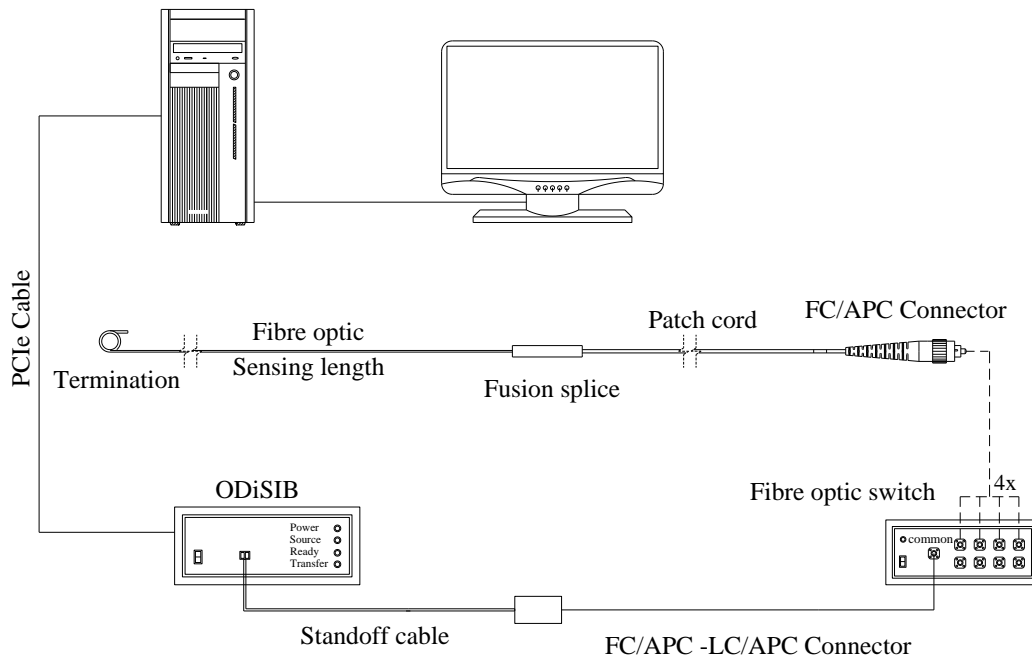 PCIe Cable
FC/APC Connector
Patch cord
Fibre optic
Sensing length
Termination
Fusion splice
ODiSIB
Power
Source
Ready
Transfer
Fibre optic switch
4x
common
Standoff cable
FC/APC -LC/APC Connector